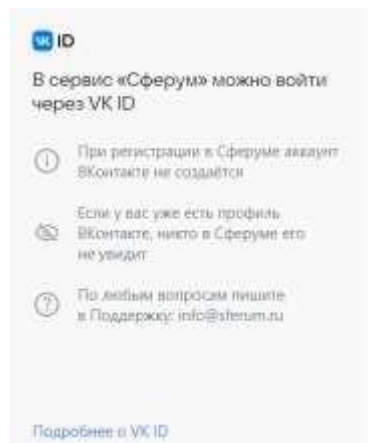 VK ID
В сервис «Сферум» можно войти
через VK ID
При регистрации в Сферуме аккаунт
ВКонтакте не создаётся
Если у вас уже есть профиль
ВКонтакте, никто в Сферуме его
не увидит
По любым вопросам пишите
в Поддержку: info@sferum.ru
Подробнее о VK ID